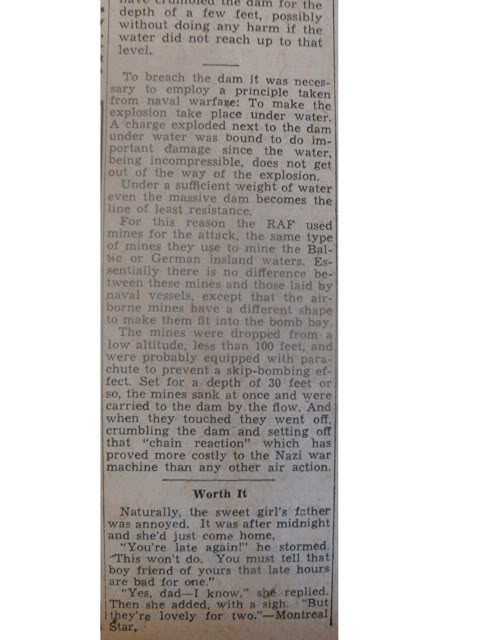 have crumbled the dam for the
depth of a few feet, possibly
without doing any harm if the
water did not reach up to that
level.
To breach the dam it was neces-
sary to employ a principle taken
from naval warfare: To make the
explosion take place under water.
A charge exploded next to the dam
under water was bound to do im-
portant damage since the water,
being incompressible, does not get
out of the way of the explosion.
Under a sufficient weight of water
even the massive dam becomes the
line of least resistance.
For this reason the RAF used
mines for the attack, the same type
of mines they use to mine the Bal-
tic or German insland waters. Es-
sentially there is no difference be-
tween these mines and those laid by
naval vessels, except that the air-
borne mines have a different shape
to make them fit into the bomb bay.
The mines were dropped from a
low altitude, less than 100 feet, and
were probably equipped with para-
chute to prevent a skip-bombing ef-
fect. Set for a depth of 30 feet or
so, the mines sank at once and were
carried to the dam by the flow. And
when they touched they went off,
crumbling the dam and setting off
that "chain reaction" which has
proved more costly to the Nazi war
machine than any other air action.
Worth It
Naturally, the sweet girl's father
was annoyed. It was after midnight
and she'd just come home.
"You're late again!" he stormed.
"This won't do. You must tell that
boy friend of yours that late hours
are bad for one."
"Yes, dad—I know," she replied.
Then she added, with a sigh. "But
they're lovely for two."—Montreal
Star.